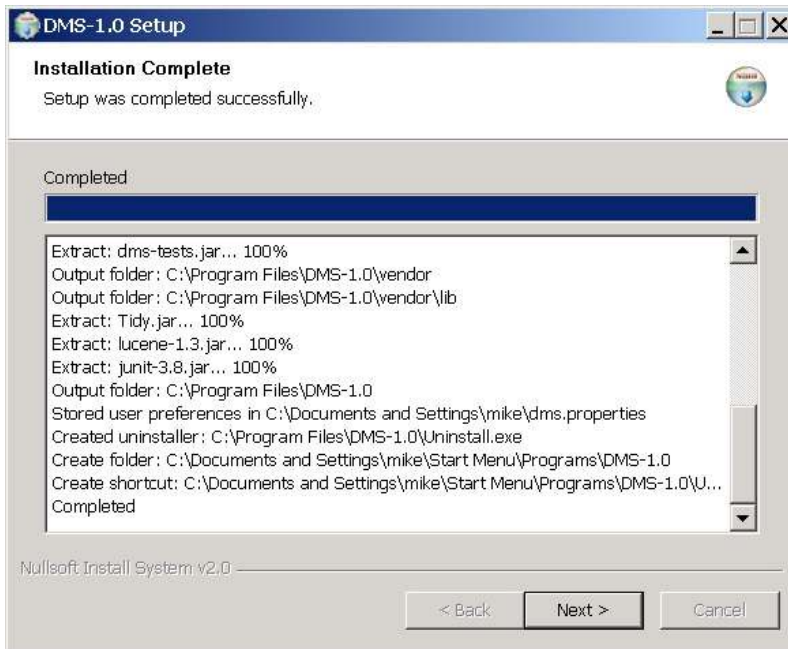 DMS-1.0 Setup
Installation Complete
Setup was completed successfully.
Completed
Extract: dms-tests.jar... 100%
Output folder: C:\Program Files\DMS-1.0\vendor
Output folder: C:\Program Files\DMS-1.0\vendor\lib
Extract: Tidy.jar... 100%
Extract: lucene-1.3.jar... 100%
Extract: junit-3.8.jar... 100%
Output folder: C:\Program Files\DMS-1.0
Stored user preferences in C:\Documents and Settings\mike\dms.properties
Created uninstaller: C:\Program Files\DMS-1.0\Uninstall.exe
Create folder: C:\Documents and Settings\mike\Start Menu\Programs\DMS-1.0
Create shortcut: C:\Documents and Settings\mike\Start Menu\Programs\DMS-1.0\U...
Completed
Nullsoft Install System v2.0
< Back
Next >
Cancel